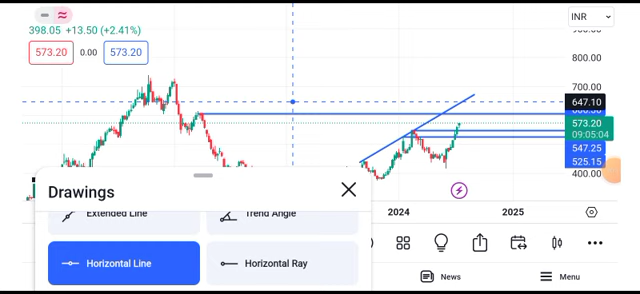 INR
398.05 +13.50 (+2.41%)
573.20 0.00 573.20
800.00
700.00
647.10
573.20
09:05:04
547.25
525.15
400.00
Drawings
Extended Line Trend Angle
Horizontal Line Horizontal Ray
2024 2025
News Menu